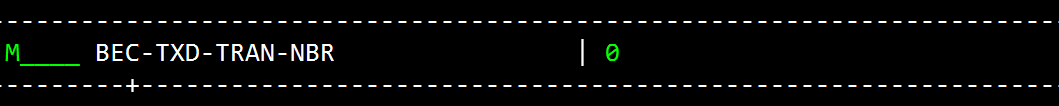 M____ BEC-TXD-TRAN-NBR | 0